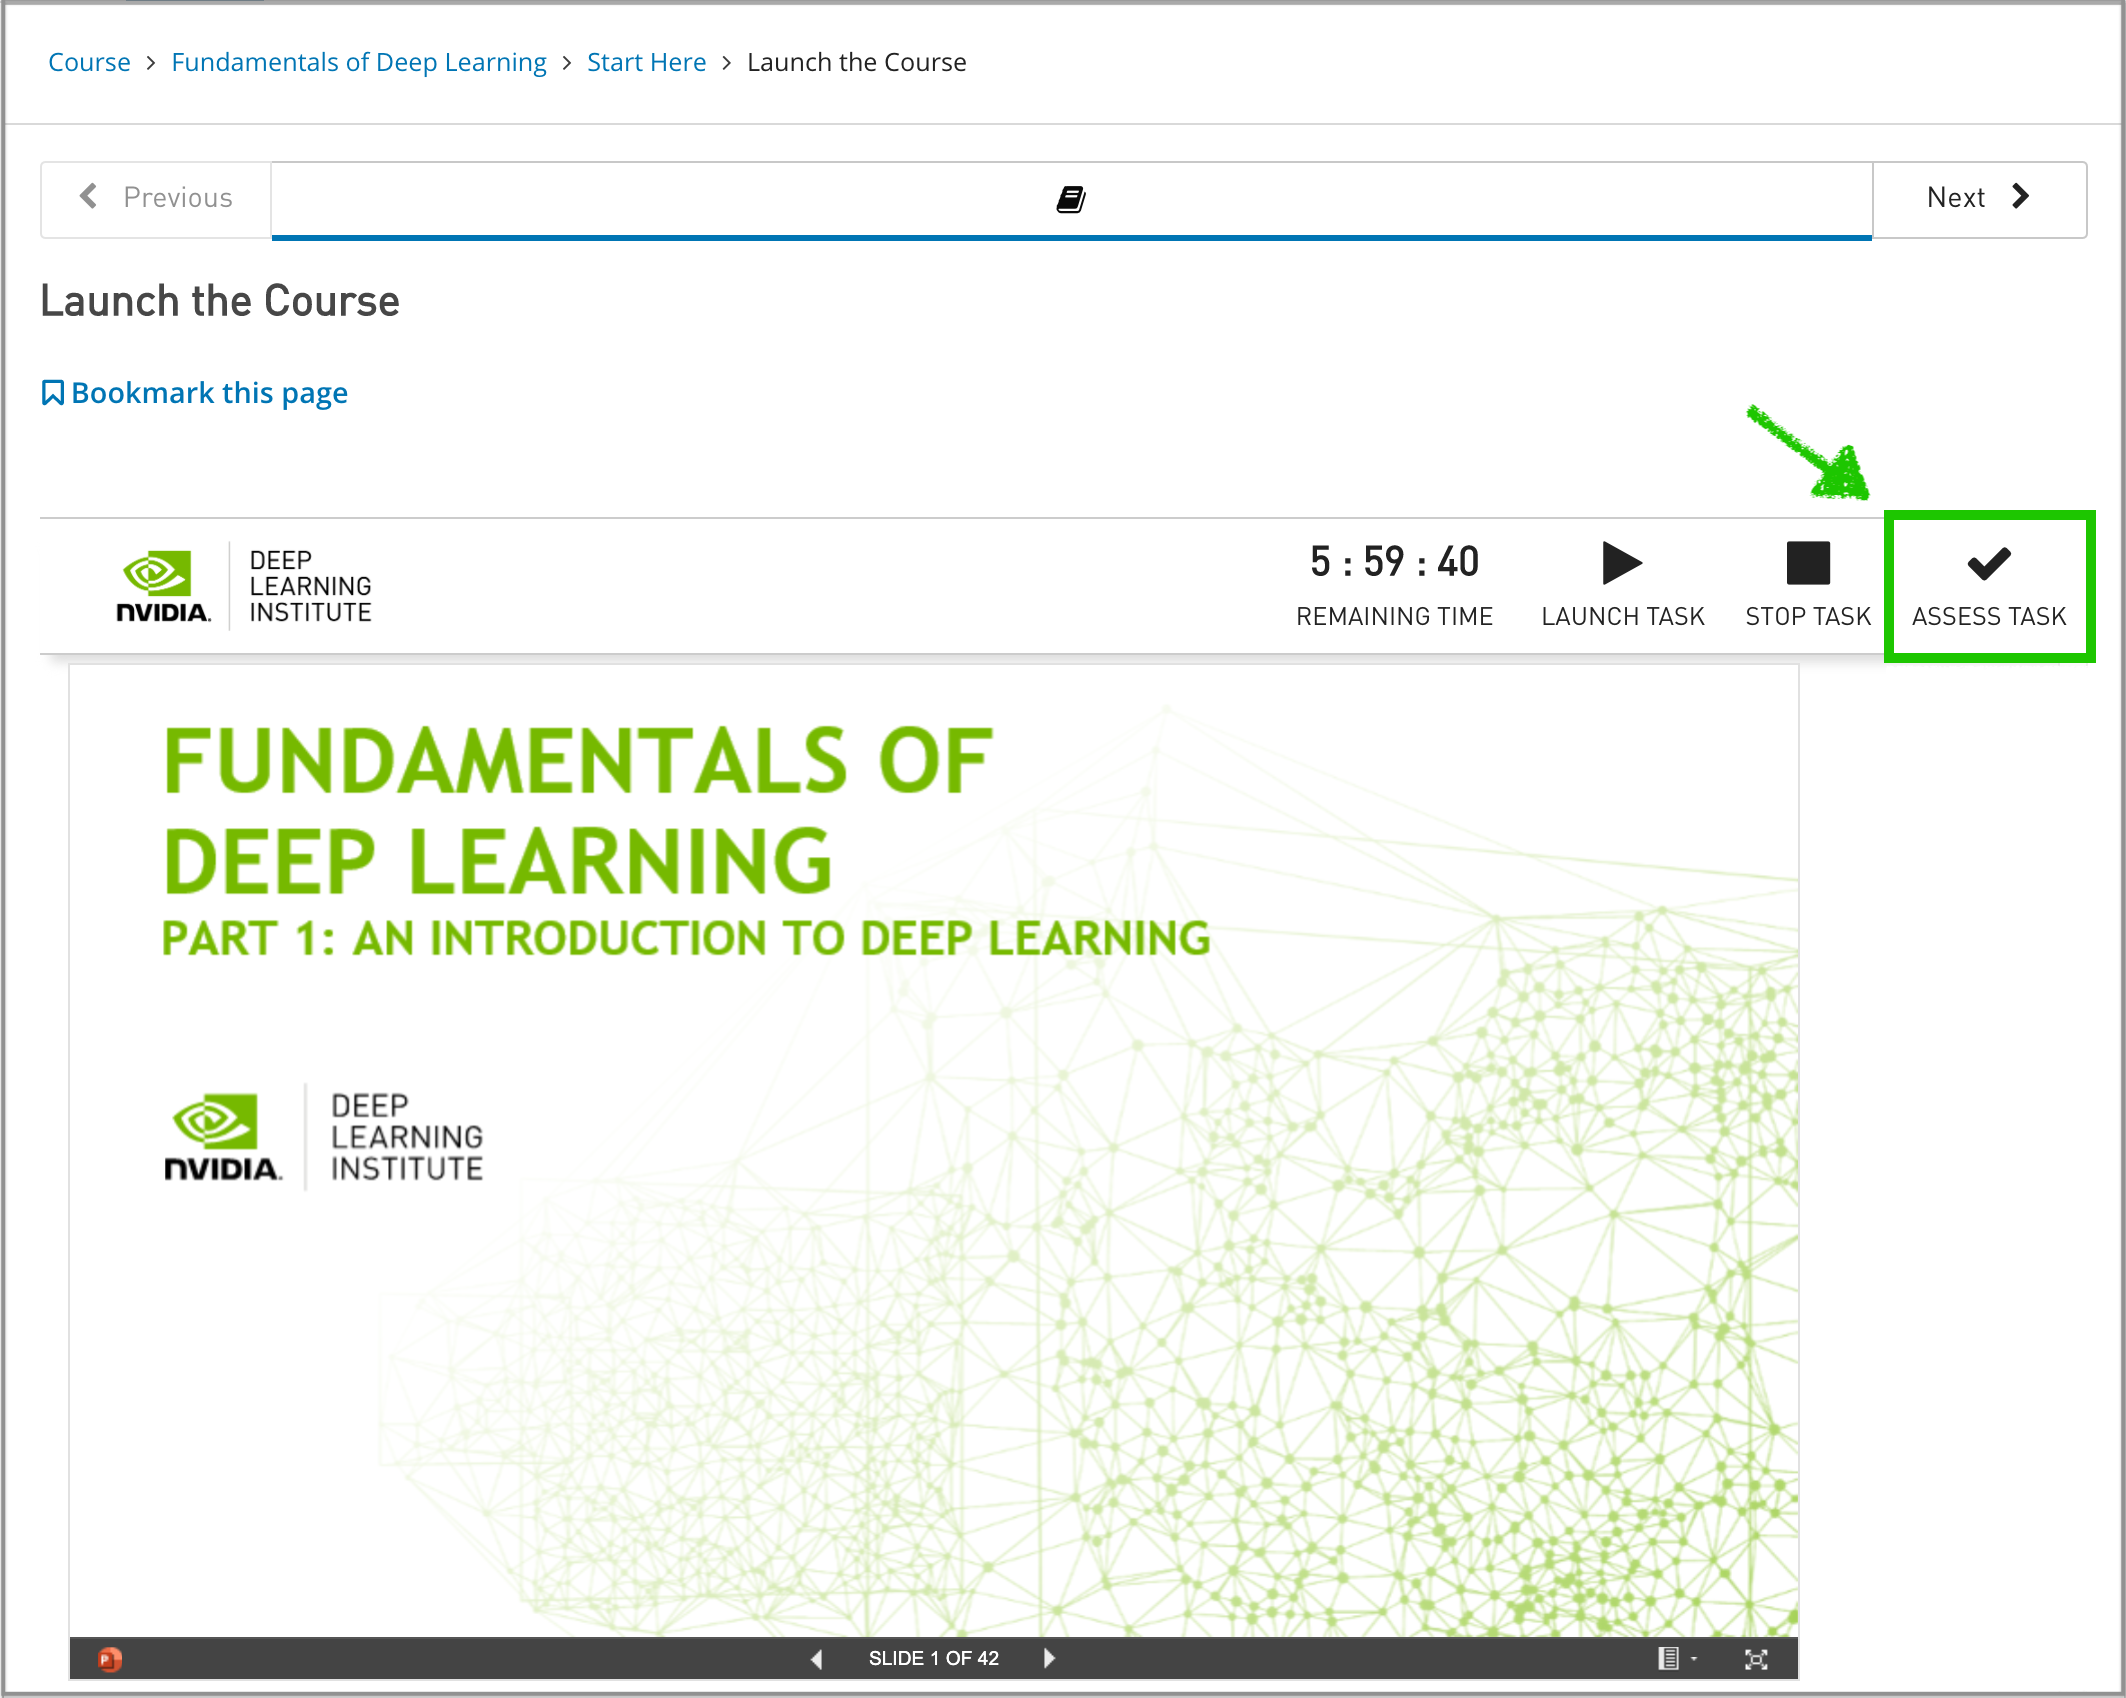 Course > Fundamentals of Deep Learning > Start Here > Launch the Course
Previous
Next
Launch the Course
Bookmark this page
NVIDIA.
DEEP
LEARNING
INSTITUTE
5 : 59 : 40
REMAINING TIME
LAUNCH TASK
STOP TASK
ASSESS TASK
FUNDAMENTALS OF
DEEP LEARNING
PART 1: AN INTRODUCTION TO DEEP LEARNING
NVIDIA.
DEEP
LEARNING
INSTITUTE
P
SLIDE 1 OF 42